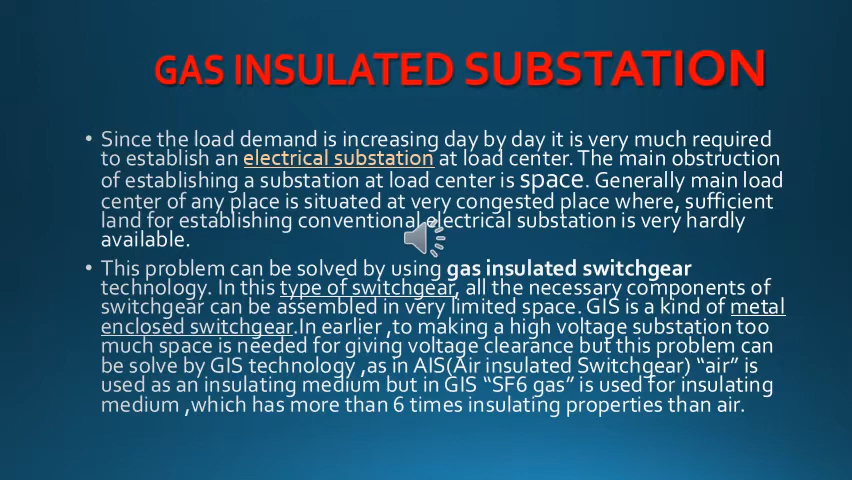 GAS INSULATED SUBSTATION
• Since the load demand is increasing day by day it is very much required
to establish an electrical substation at load center. The main obstruction
of establishing a substation at load center is space. Generally main load
center of any place is situated at very congested place where, sufficient
land for establishing conventional electrical substation is very hardly
available.
• This problem can be solved by using gas insulated switchgear
technology. In this type of switchgear, all the necessary components of
switchgear can be assembled in very limited space. GIS is a kind of metal
enclosed switchgear.In earlier ,to making a high voltage substation too
much space is needed for giving voltage clearance but this problem can
be solve by GIS technology ,as in AIS(Air insulated Switchgear) “air” is
used as an insulating medium but in GIS “SF6 gas” is used for insulating
medium ,which has more than 6 times insulating properties than air.